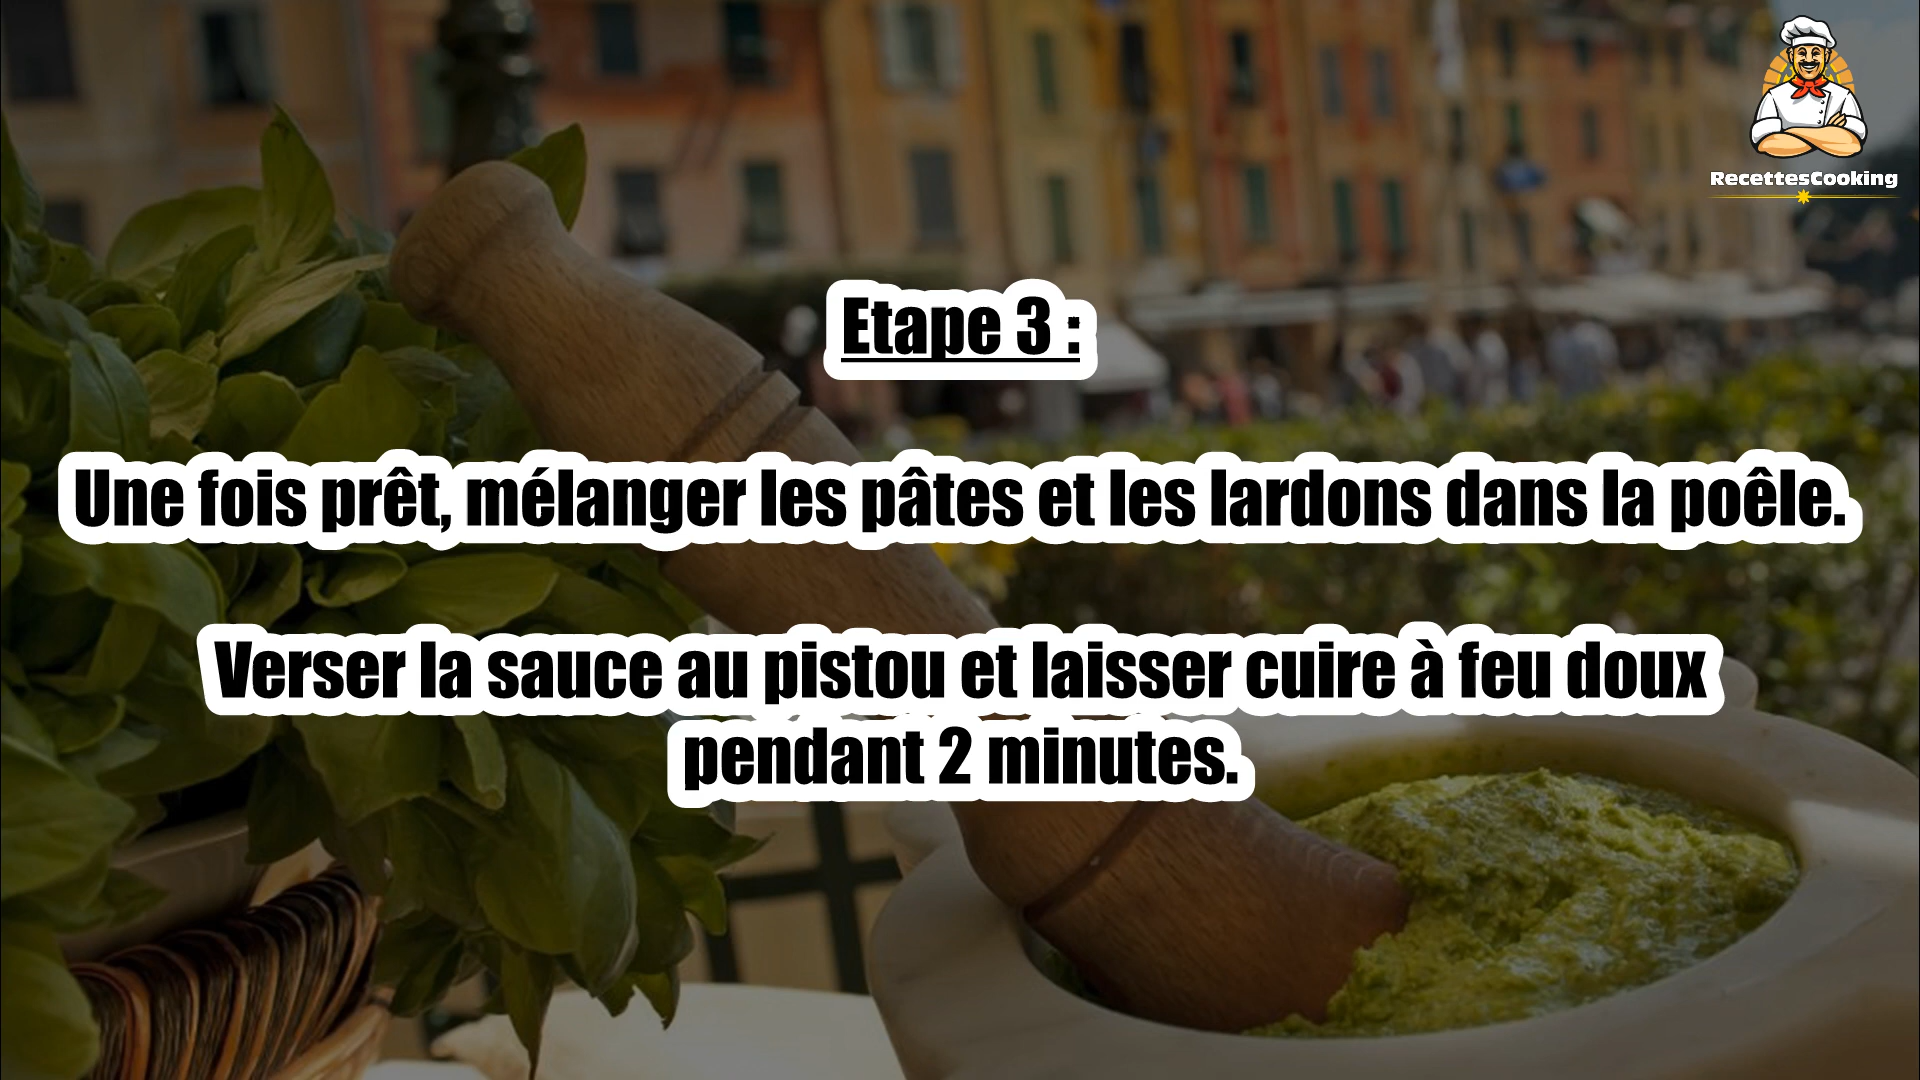 RecettesCooking
Etape 3 :
Une fois prêt, mélanger les pâtes et les lardons dans la poêle.
Verser la sauce au pistou et laisser cuire à feu doux
pendant 2 minutes.